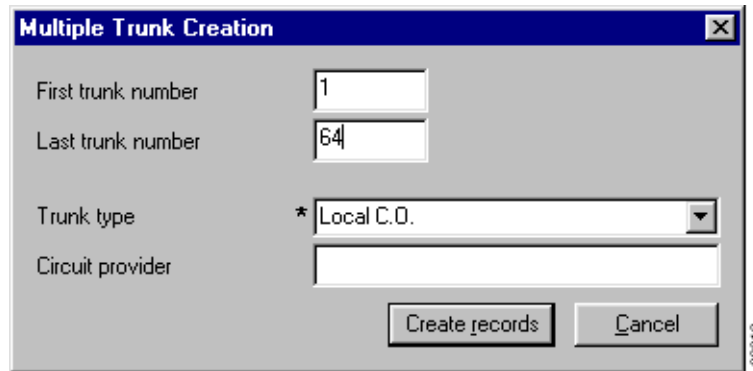 Multiple Trunk Creation
First trunk number 1
Last trunk number 64
Trunk type * Local C.O.
Circuit provider
Create records Cancel